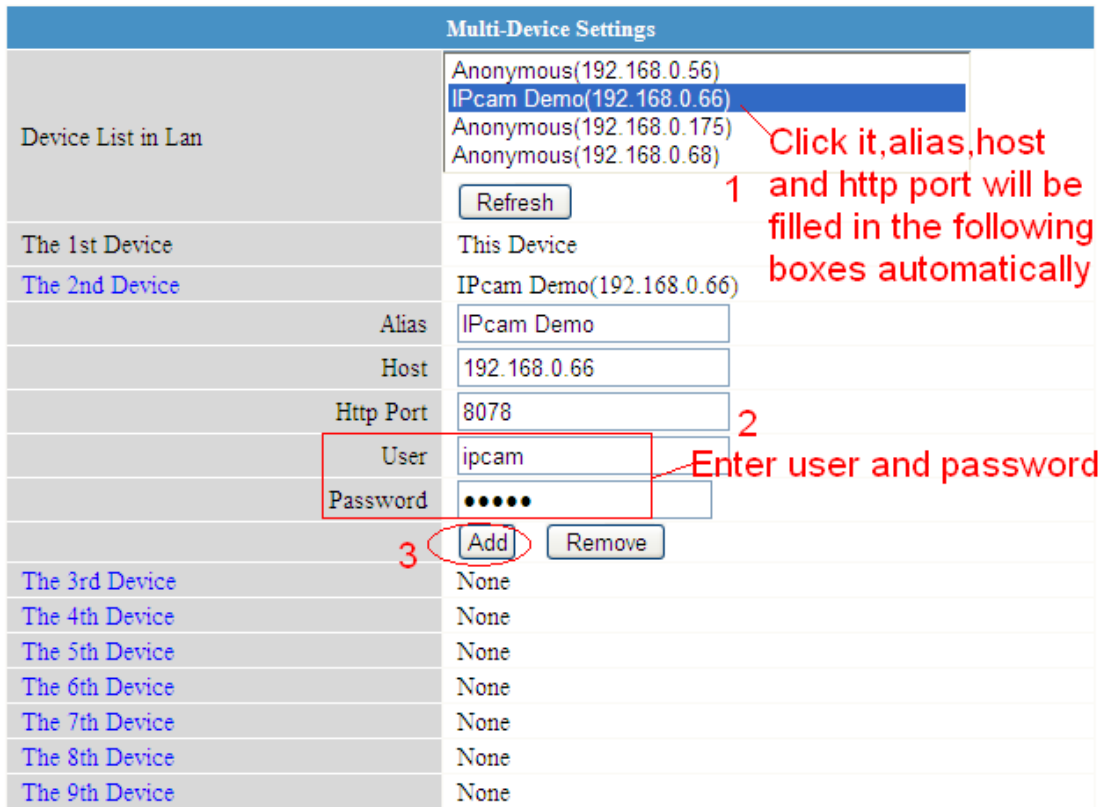 Multi-Device Settings
Device List in Lan
Anonymous(192.168.0.56)
IPcam Demo(192.168.0.66)
Anonymous(192.168.0.175)
Anonymous(192.168.0.68)
Refresh
1
Click it,alias,host
and http port will be
filled in the following
boxes automatically
The 1st Device This Device
The 2nd Device IPcam Demo(192.168.0.66)
Alias IPcam Demo
Host 192.168.0.66
Http Port 8078
2
User ipcam
Enter user and password
Password •••••
3 Add Remove
The 3rd Device None
The 4th Device None
The 5th Device None
The 6th Device None
The 7th Device None
The 8th Device None
The 9th Device None